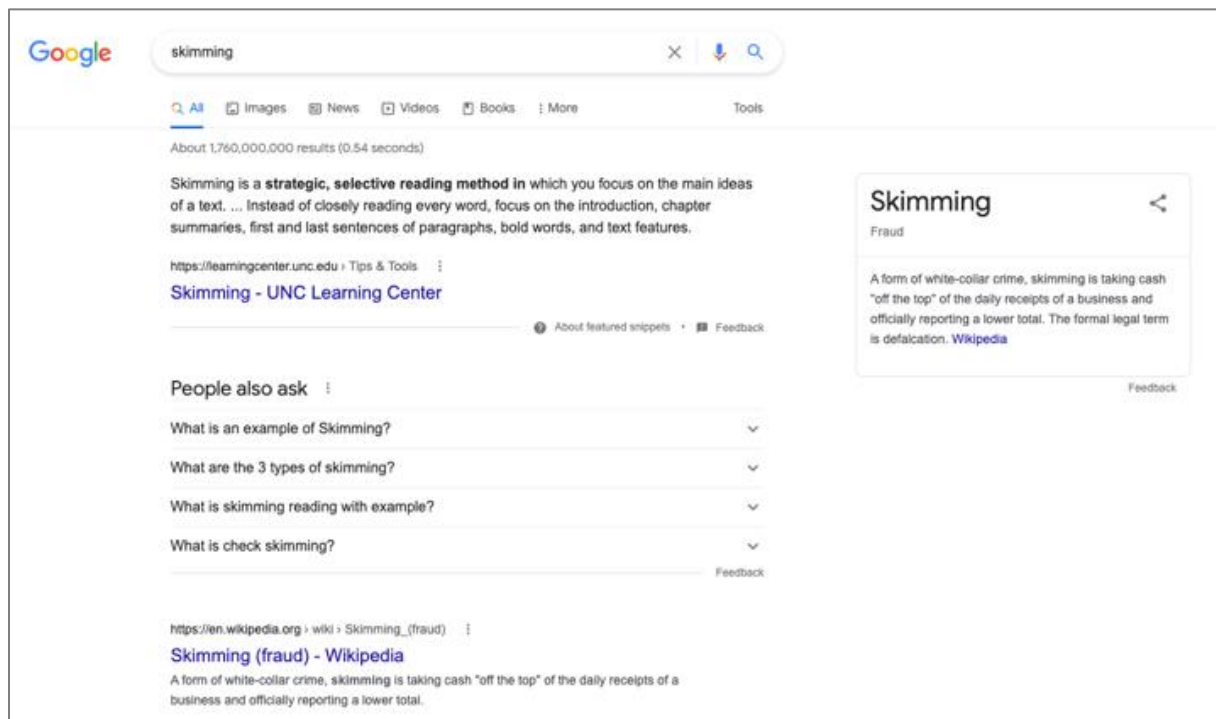 Google
skimming
All Images News Videos Books More Tools
About 1,760,000,000 results (0.54 seconds)
Skimming is a strategic, selective reading method in which you focus on the main ideas
of a text. ... Instead of closely reading every word, focus on the introduction, chapter
summaries, first and last sentences of paragraphs, bold words, and text features.
https://learningcenter.unc.edu › Tips & Tools
Skimming - UNC Learning Center
About featured snippets • Feedback
People also ask
What is an example of Skimming?
What are the 3 types of skimming?
What is skimming reading with example?
What is check skimming?
Feedback
https://en.wikipedia.org › wiki › Skimming_(fraud)
Skimming (fraud) - Wikipedia
A form of white-collar crime, skimming is taking cash "off the top" of the daily receipts of a
business and officially reporting a lower total.
Skimming
Fraud
A form of white-collar crime, skimming is taking cash
"off the top" of the daily receipts of a business and
officially reporting a lower total. The formal legal term
is defalcation. Wikipedia
Feedback